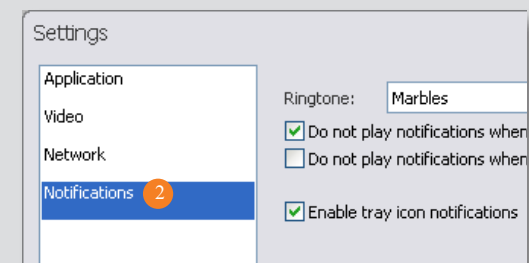 Settings
Application
Video
Network
Notifications 2
Ringtone: Marbles
Do not play notifications when
Do not play notifications when
Enable tray icon notifications